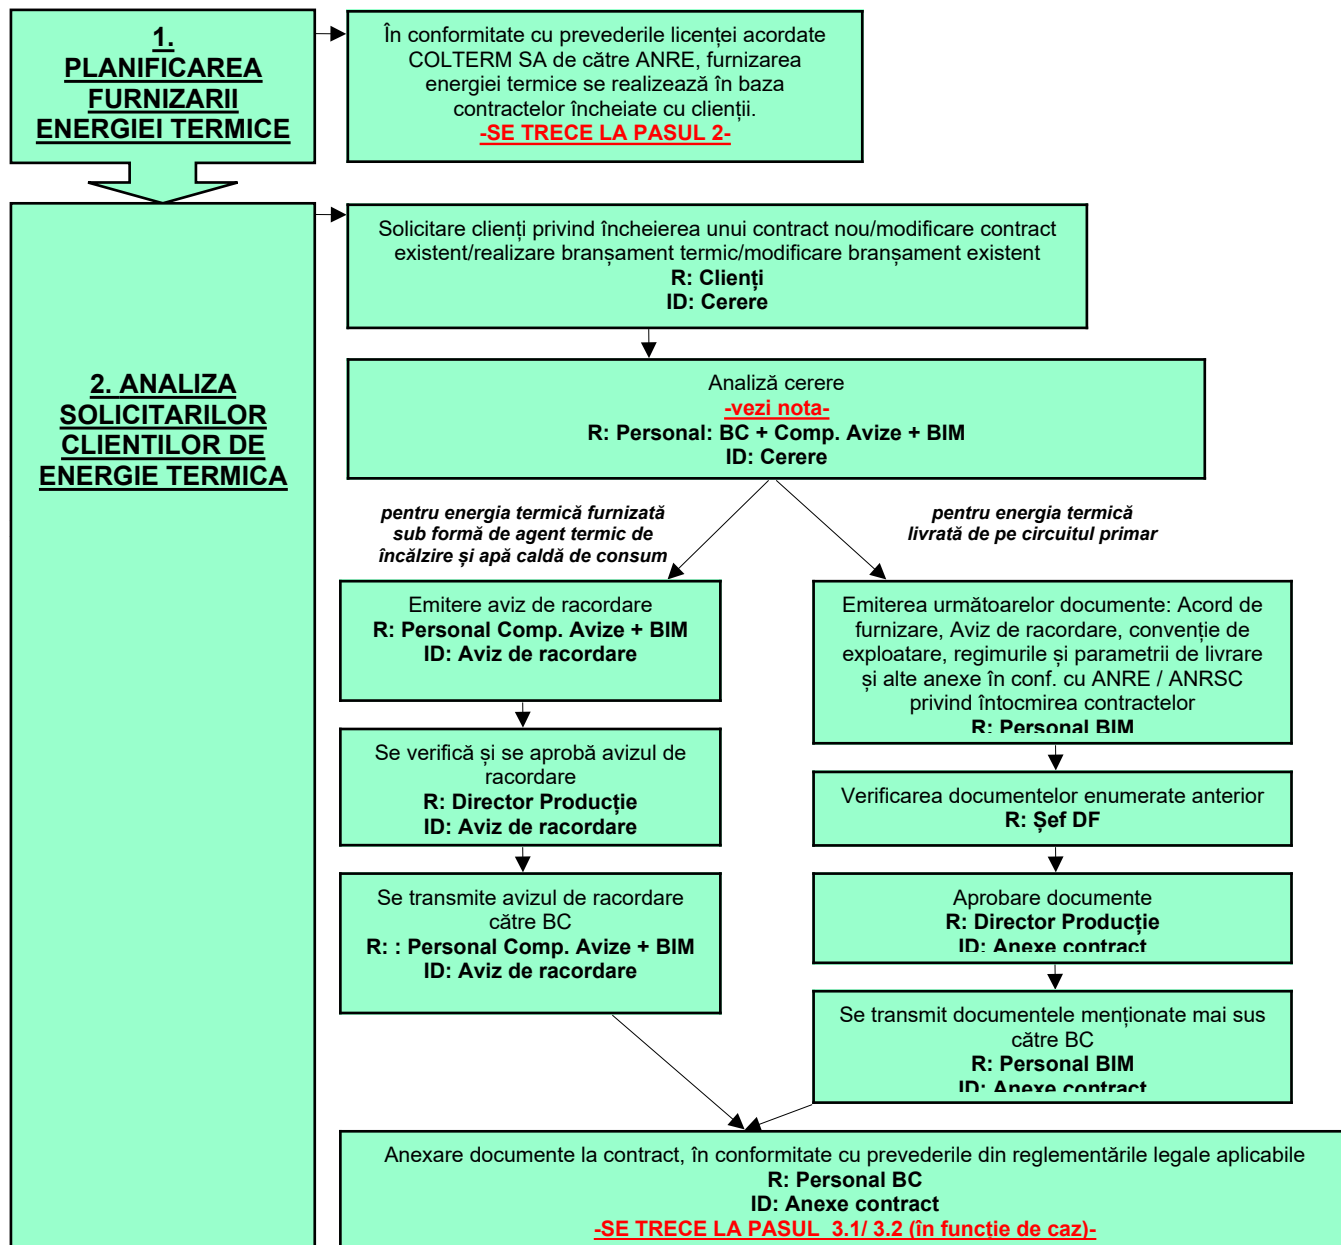 1.
PLANIFICAREA
FURNIZARII
ENERGIEI TERMICE
În conformitate cu prevederile licenței acordate
COLTERM SA de către ANRE, furnizarea
energiei termice se realizează în baza
contractelor încheiate cu clienții.
-SE TRECE LA PASUL 2-
2. ANALIZA
SOLICITARILOR
CLIENTILOR DE
ENERGIE TERMICA
Solicitare clienți privind încheierea unui contract nou/modificare contract
existent/realizare branșament termic/modificare branșament existent
R: Clienți
ID: Cerere
Analiză cerere
-vezi nota-
R: Personal: BC + Comp. Avize + BIM
ID: Cerere
pentru energia termică furnizată
sub formă de agent termic de
încălzire și apă caldă de consum
Emitere aviz de racordare
R: Personal Comp. Avize + BIM
ID: Aviz de racordare
Se verifică și se aprobă avizul de
racordare
R: Director Producție
ID: Aviz de racordare
Se transmite avizul de racordare
către BC
R: : Personal Comp. Avize + BIM
ID: Aviz de racordare
pentru energia termică
livrată de pe circuitul primar
Emiterea următoarelor documente: Acord de
furnizare, Aviz de racordare, convenție de
exploatare, regimurile și parametrii de livrare
și alte anexe în conf. cu ANRE / ANRSC
privind întocmirea contractelor
R: Personal BIM
Verificarea documentelor enumerate anterior
R: Șef DF
Aprobare documente
R: Director Producție
ID: Anexe contract
Se transmit documentele menționate mai sus
către BC
R: Personal BIM
ID: Anexe contract
Anexare documente la contract, în conformitate cu prevederile din reglementările legale aplicabile
R: Personal BC
ID: Anexe contract
-SE TRECE LA PASUL 3.1/ 3.2 (în funcție de caz)-